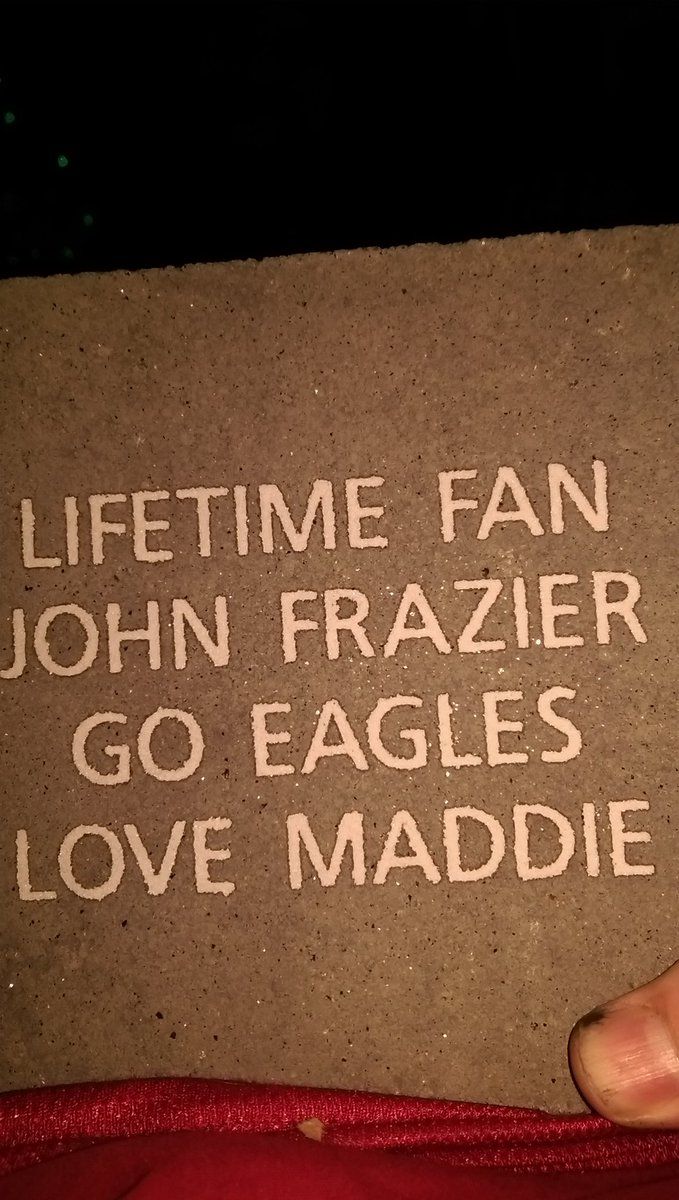 LIFETIME FAN
JOHN FRAZIER
GO EAGLES
LOVE MADDIE